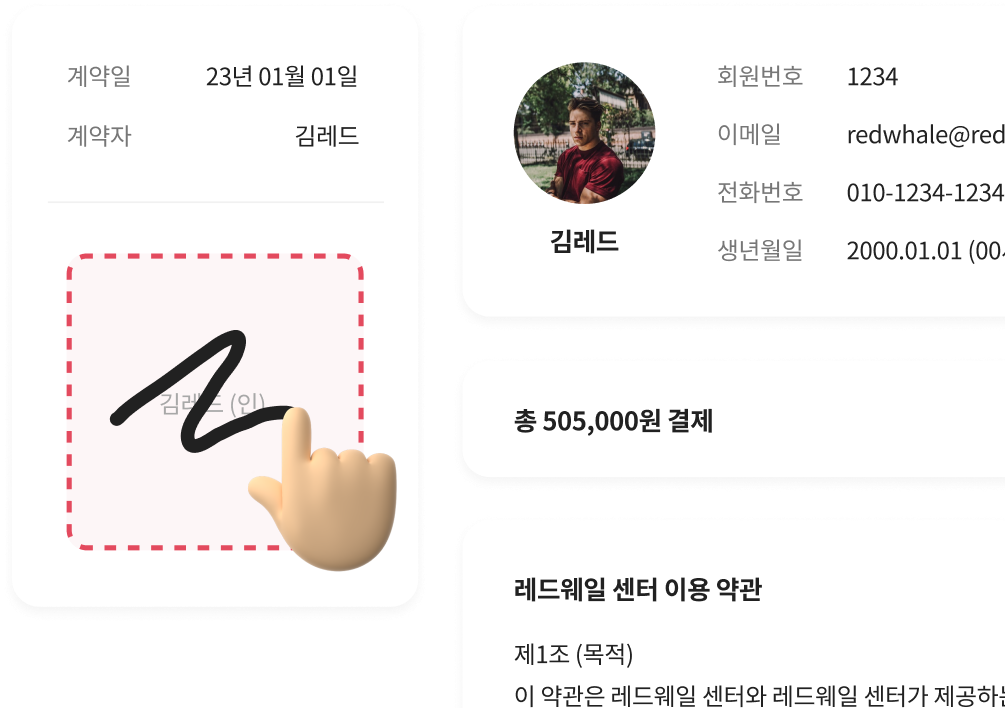 계약일 23년 01월 01일
계약자 김레드
김레드 (인)
회원번호 1234
이메일 redwhale@red
전화번호 010-1234-1234
생년월일 2000.01.01 (00
김레드
총 505,000원 결제
레드웨일 센터 이용 약관
제1조 (목적)
이 약관은 레드웨일 센터와 레드웨일 센터가 제공하는